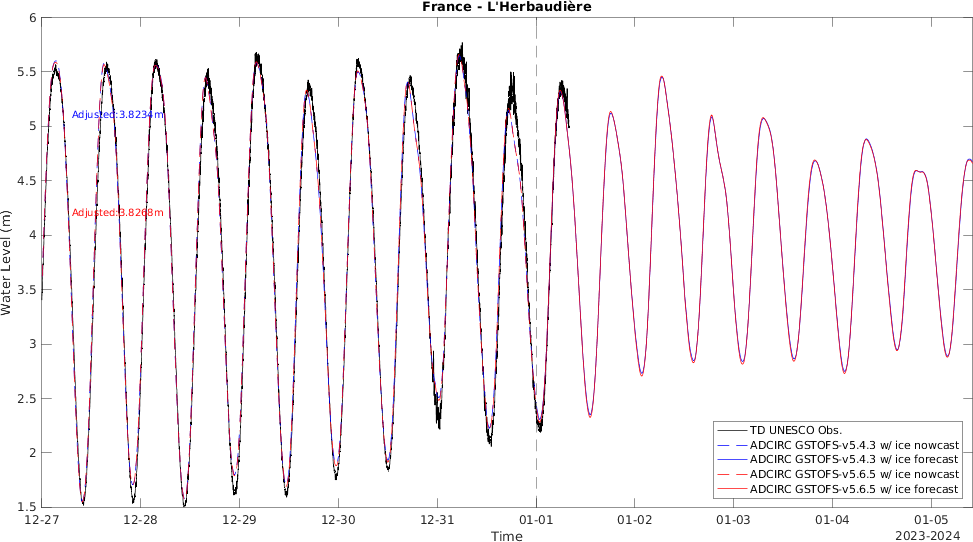 France - L'Herbaudière
6
5.5
5
4.5
4
3.5
3
2.5
2
1.5
Water Level (m)
Adjusted:3.8234m
Adjusted:3.8268m
TD UNESCO Obs.
ADCIRC GSTOFS-v5.4.3 w/ ice nowcast
ADCIRC GSTOFS-v5.4.3 w/ ice forecast
ADCIRC GSTOFS-v5.6.5 w/ ice nowcast
ADCIRC GSTOFS-v5.6.5 w/ ice forecast
12-27 12-28 12-29 12-30 12-31 01-01 01-02 01-03 01-04 01-05
Time
2023-2024